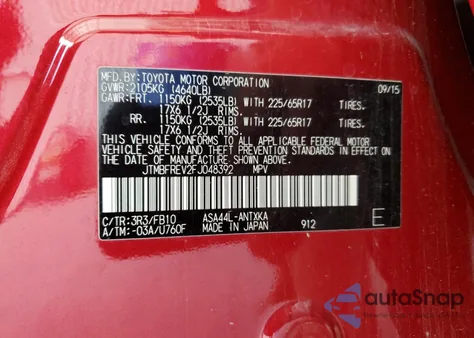 MFD.BY:TOYOTA MOTOR CORPORATION 09/15
GVWR:2105KG (4640LB)
GAWR:FRT. 1150KG (2535LB) WITH 225/65R17 TIRES.
17X6 1/2J RIMS.
RR. 1150KG (2535LB) WITH 225/65R17 TIRES.
17X6 1/2J RIMS.
THIS VEHICLE CONFORMS TO ALL APPLICABLE FEDERAL MOTOR
VEHICLE SAFETY AND THEFT PREVENTION STANDARDS IN EFFECT ON
THE DATE OF MANUFACTURE SHOWN ABOVE.
JTMBFREV2FJ048392 MPV
C/TR:3R3/FB10 ASA44L-ANTXKA E
A/TM:-03A/U760F MADE IN JAPAN 912
autoSnap